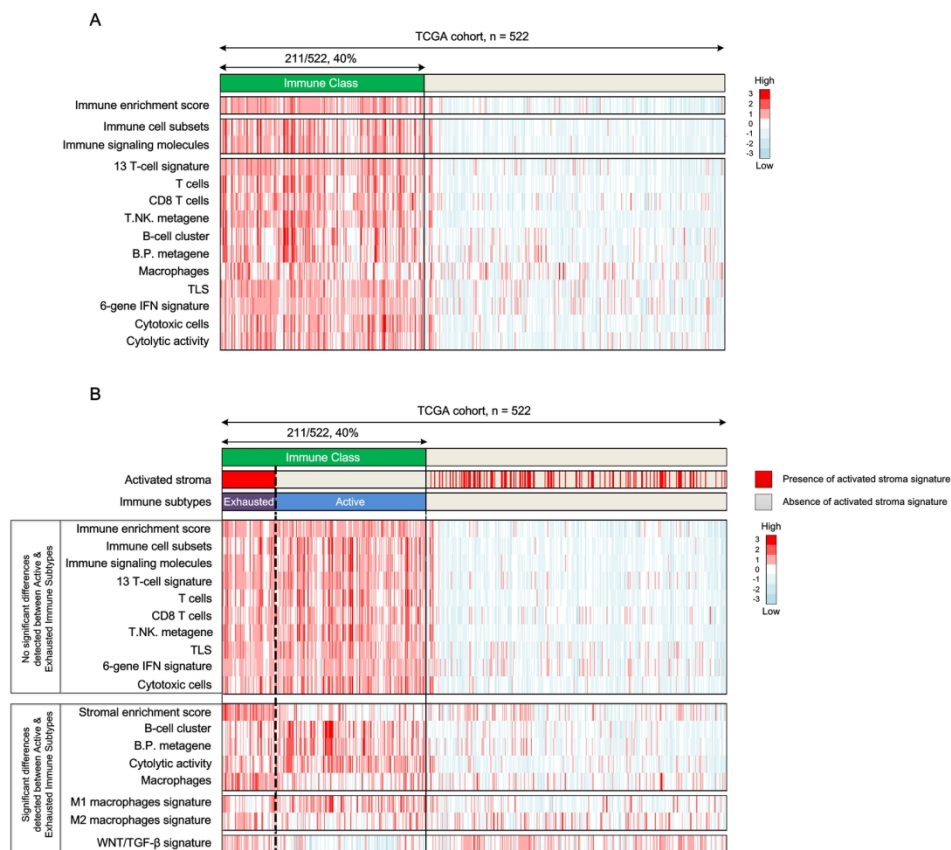 A
TCGA cohort, n = 522
211/522, 40%
Immune Class
Immune enrichment score
Immune cell subsets
Immune signaling molecules
13 T-cell signature
T cells
CD8 T cells
T.NK. metagene
B-cell cluster
B.P. metagene
Macrophages
TLS
6-gene IFN signature
Cytotoxic cells
Cytolytic activity
High
3
2
1
0
-1
-2
-3
Low
B
TCGA cohort, n = 522
211/522, 40%
Immune Class
Activated stroma
Immune subtypes
Exhausted
Active
Presence of activated stroma signature
Absence of activated stroma signature
High
3
2
1
0
-1
-2
-3
Low
No significant differences
detected between Active &
Exhausted Immune Subtypes
Immune enrichment score
Immune cell subsets
Immune signaling molecules
13 T-cell signature
T cells
CD8 T cells
T.NK. metagene
TLS
6-gene IFN signature
Cytotoxic cells
Significant differences
detected between Active &
Exhausted Immune Subtypes
Stromal enrichment score
B-cell cluster
B.P. metagene
Cytolytic activity
Macrophages
M1 macrophages signature
M2 macrophages signature
WNT/TGF-β signature